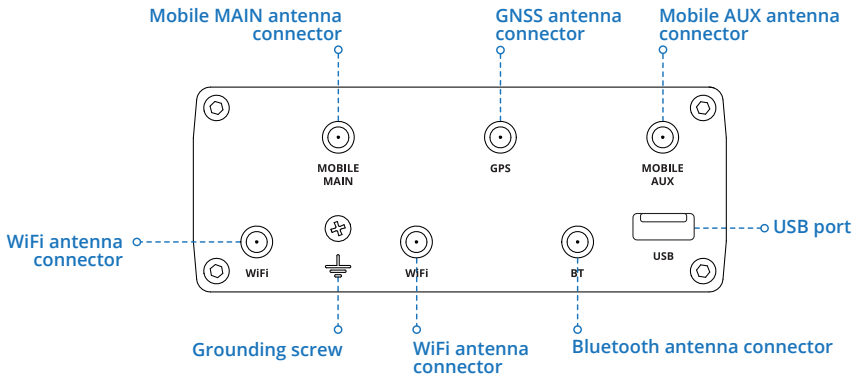 Mobile MAIN antenna
connector
GNSS antenna
connector
Mobile AUX antenna
connector
MOBILE
MAIN
GPS
MOBILE
AUX
WiFi antenna
connector
USB port
WiFi
WiFi
BT
USB
Grounding screw
WiFi antenna
connector
Bluetooth antenna connector